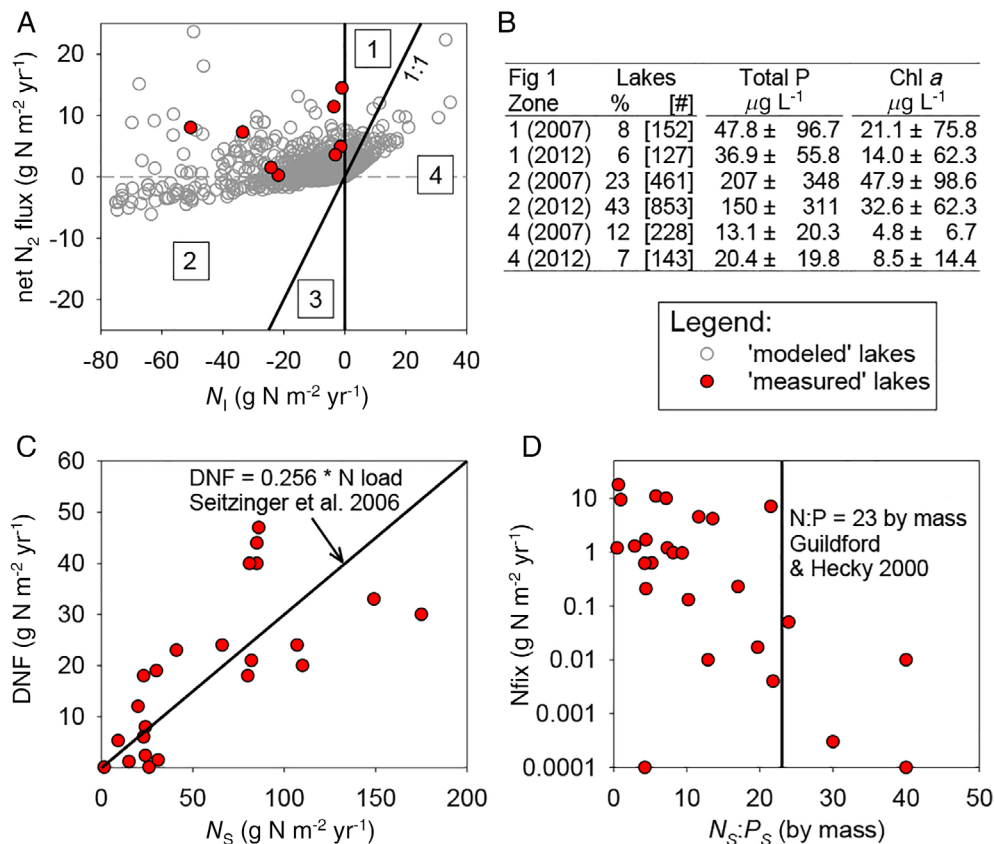 A
net N2 flux (g N m-2 yr-1)
20
10
0
-10
-20
1
1:1
4
2
3
-80 -60 -40 -20 0 20 40
NI (g N m-2 yr-1)
B
Fig 1 Lakes Total P Chl a
Zone % [#] μg L-1 μg L-1
1 (2007) 8 [152] 47.8 ± 96.7 21.1 ± 75.8
1 (2012) 6 [127] 36.9 ± 55.8 14.0 ± 62.3
2 (2007) 23 [461] 207 ± 348 47.9 ± 98.6
2 (2012) 43 [853] 150 ± 311 32.6 ± 62.3
4 (2007) 12 [228] 13.1 ± 20.3 4.8 ± 6.7
4 (2012) 7 [143] 20.4 ± 19.8 8.5 ± 14.4
Legend:
'modeled' lakes
'measured' lakes
C
DNF (g N m-2 yr-1)
60
50
40
30
20
10
DNF = 0.256 * N load
Seitzinger et al. 2006
0 50 100 150 200
NS (g N m-2 yr-1)
D
Nfix (g N m-2 yr-1)
10
1
0.1
0.01
0.001
0.0001
N:P = 23 by mass
Guildford
& Hecky 2000
0 10 20 30 40 50
NS:PS (by mass)